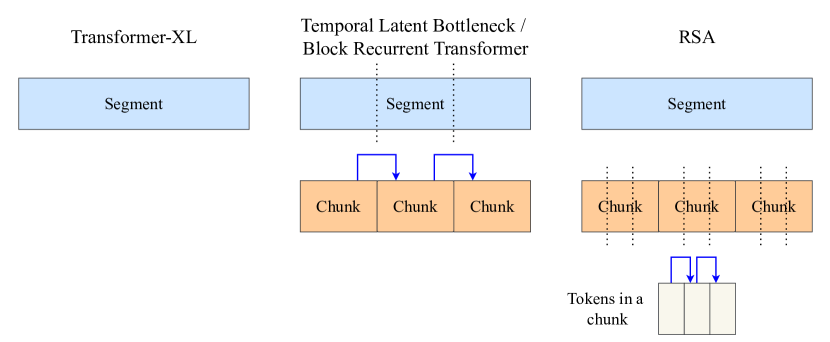 Transformer-XL
Temporal Latent Bottleneck /
Block Recurrent Transformer
RSA
Segment
Segment
Segment
Chunk
Chunk
Chunk
Chunk
Chunk
Chunk
Tokens in a
chunk